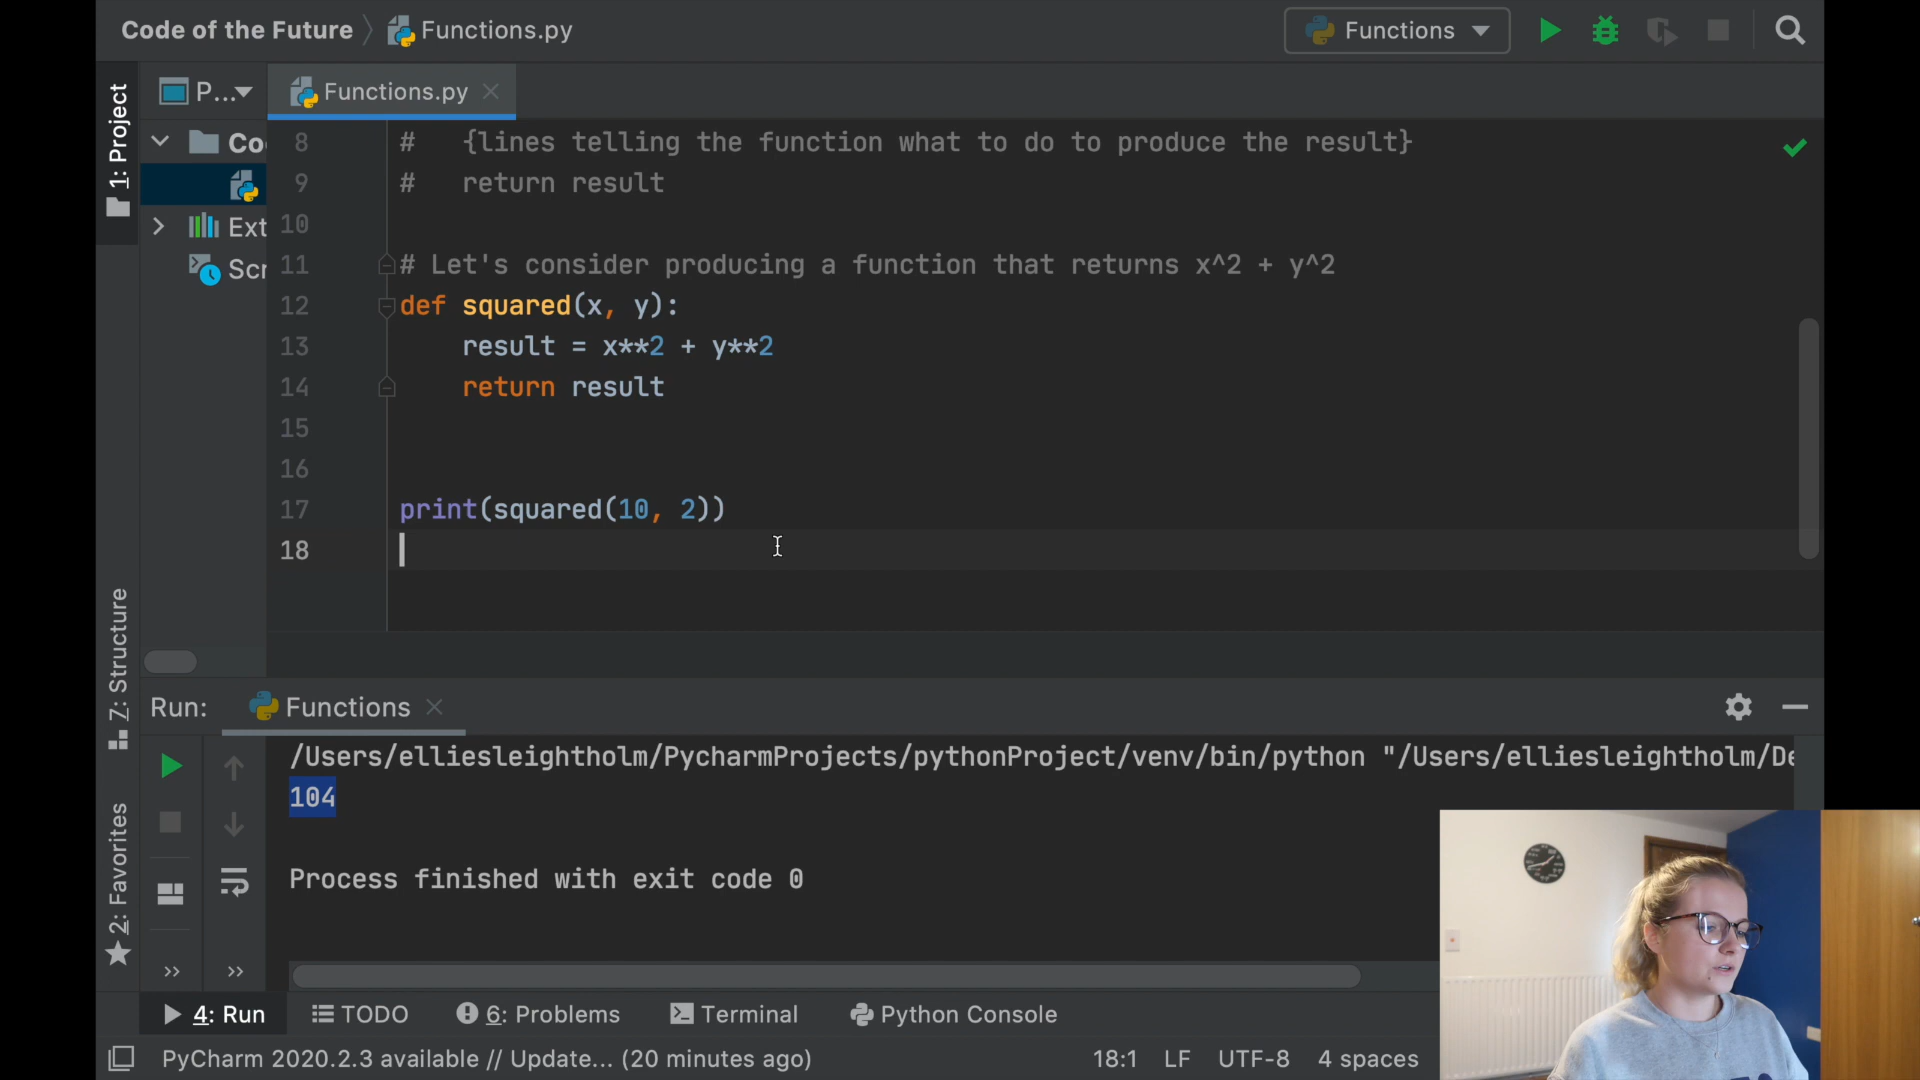 Code of the Future
Functions.py
Functions
1: Project
P...
Functions.py
Co
Ext
Scr
8 #   {lines telling the function what to do to produce the result}
9 #   return result
10
11 # Let's consider producing a function that returns x^2 + y^2
12 def squared(x, y):
13     result = x**2 + y**2
14     return result
15
16
17 print(squared(10, 2))
18
Z: Structure
2: Favorites
Run:
Functions
/Users/elliesleightholm/PycharmProjects/pythonProject/venv/bin/python "/Users/elliesleightholm/De
104
Process finished with exit code 0
4: Run
TODO
6: Problems
Terminal
Python Console
PyCharm 2020.2.3 available // Update... (20 minutes ago)
18:1
LF
UTF-8
4 spaces